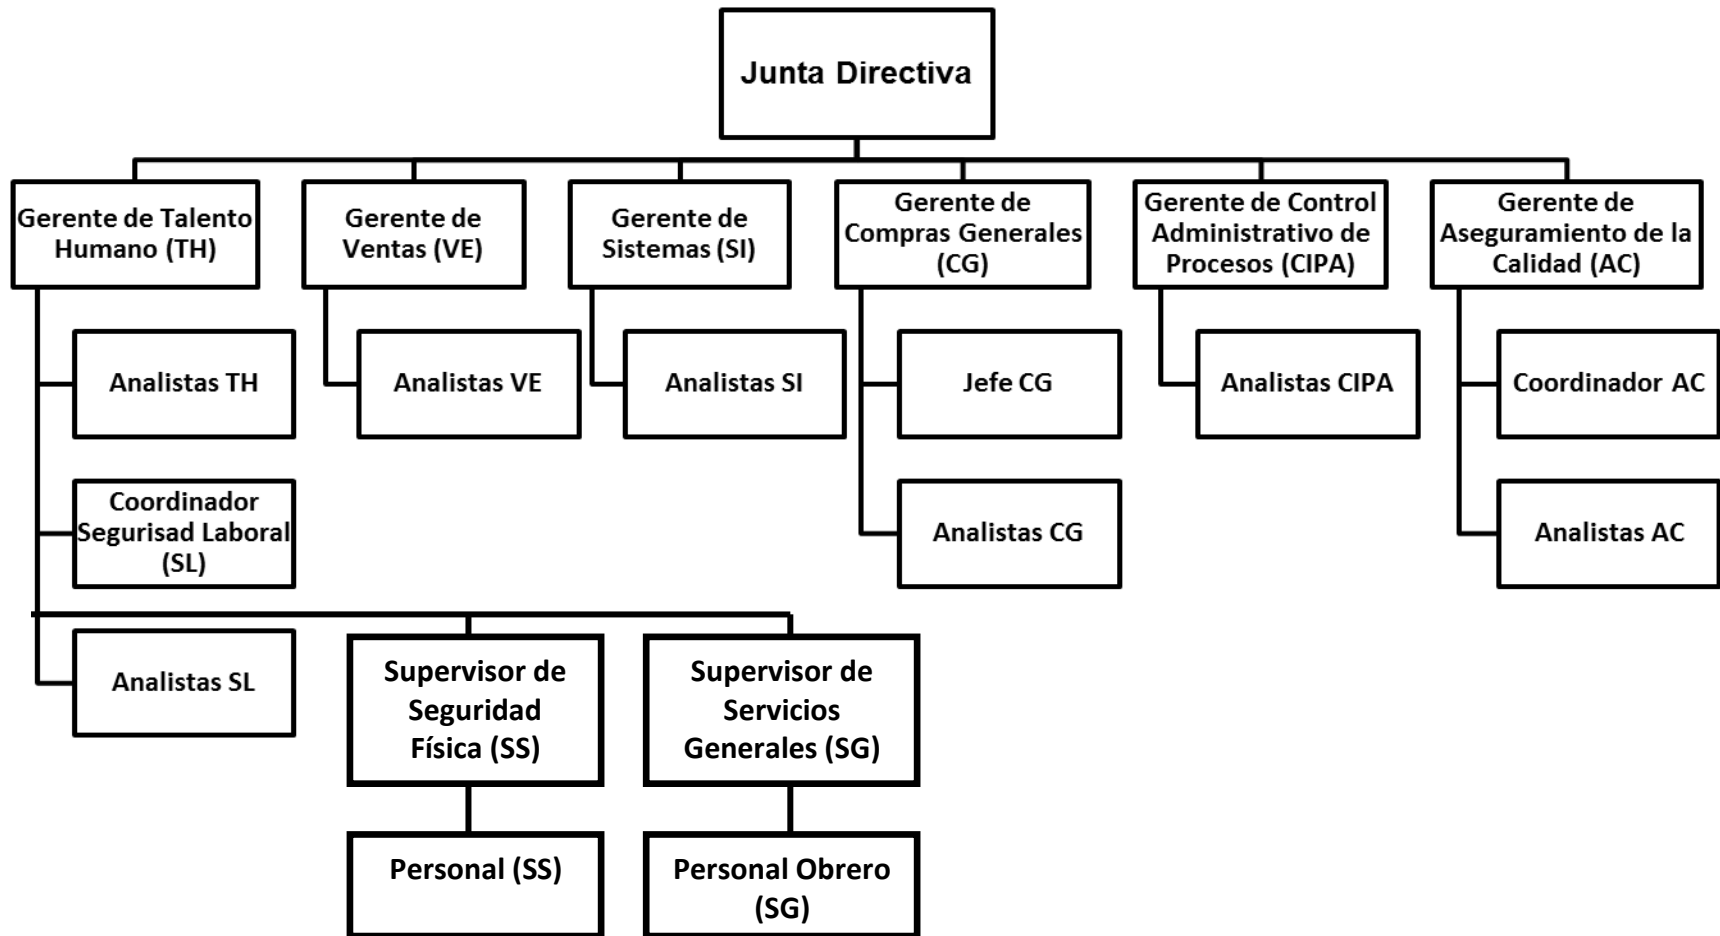 Junta Directiva
Gerente de Talento
Humano (TH)
Gerente de
Ventas (VE)
Gerente de
Sistemas (SI)
Gerente de
Compras Generales
(CG)
Gerente de Control
Administrativo de
Procesos (CIPA)
Gerente de
Aseguramiento de la
Calidad (AC)
Analistas TH
Analistas VE
Analistas SI
Jefe CG
Analistas CIPA
Coordinador AC
Coordinador
Segurisad Laboral
(SL)
Analistas CG
Analistas AC
Analistas SL
Supervisor de
Seguridad
Física (SS)
Supervisor de
Servicios
Generales (SG)
Personal (SS)
Personal Obrero
(SG)